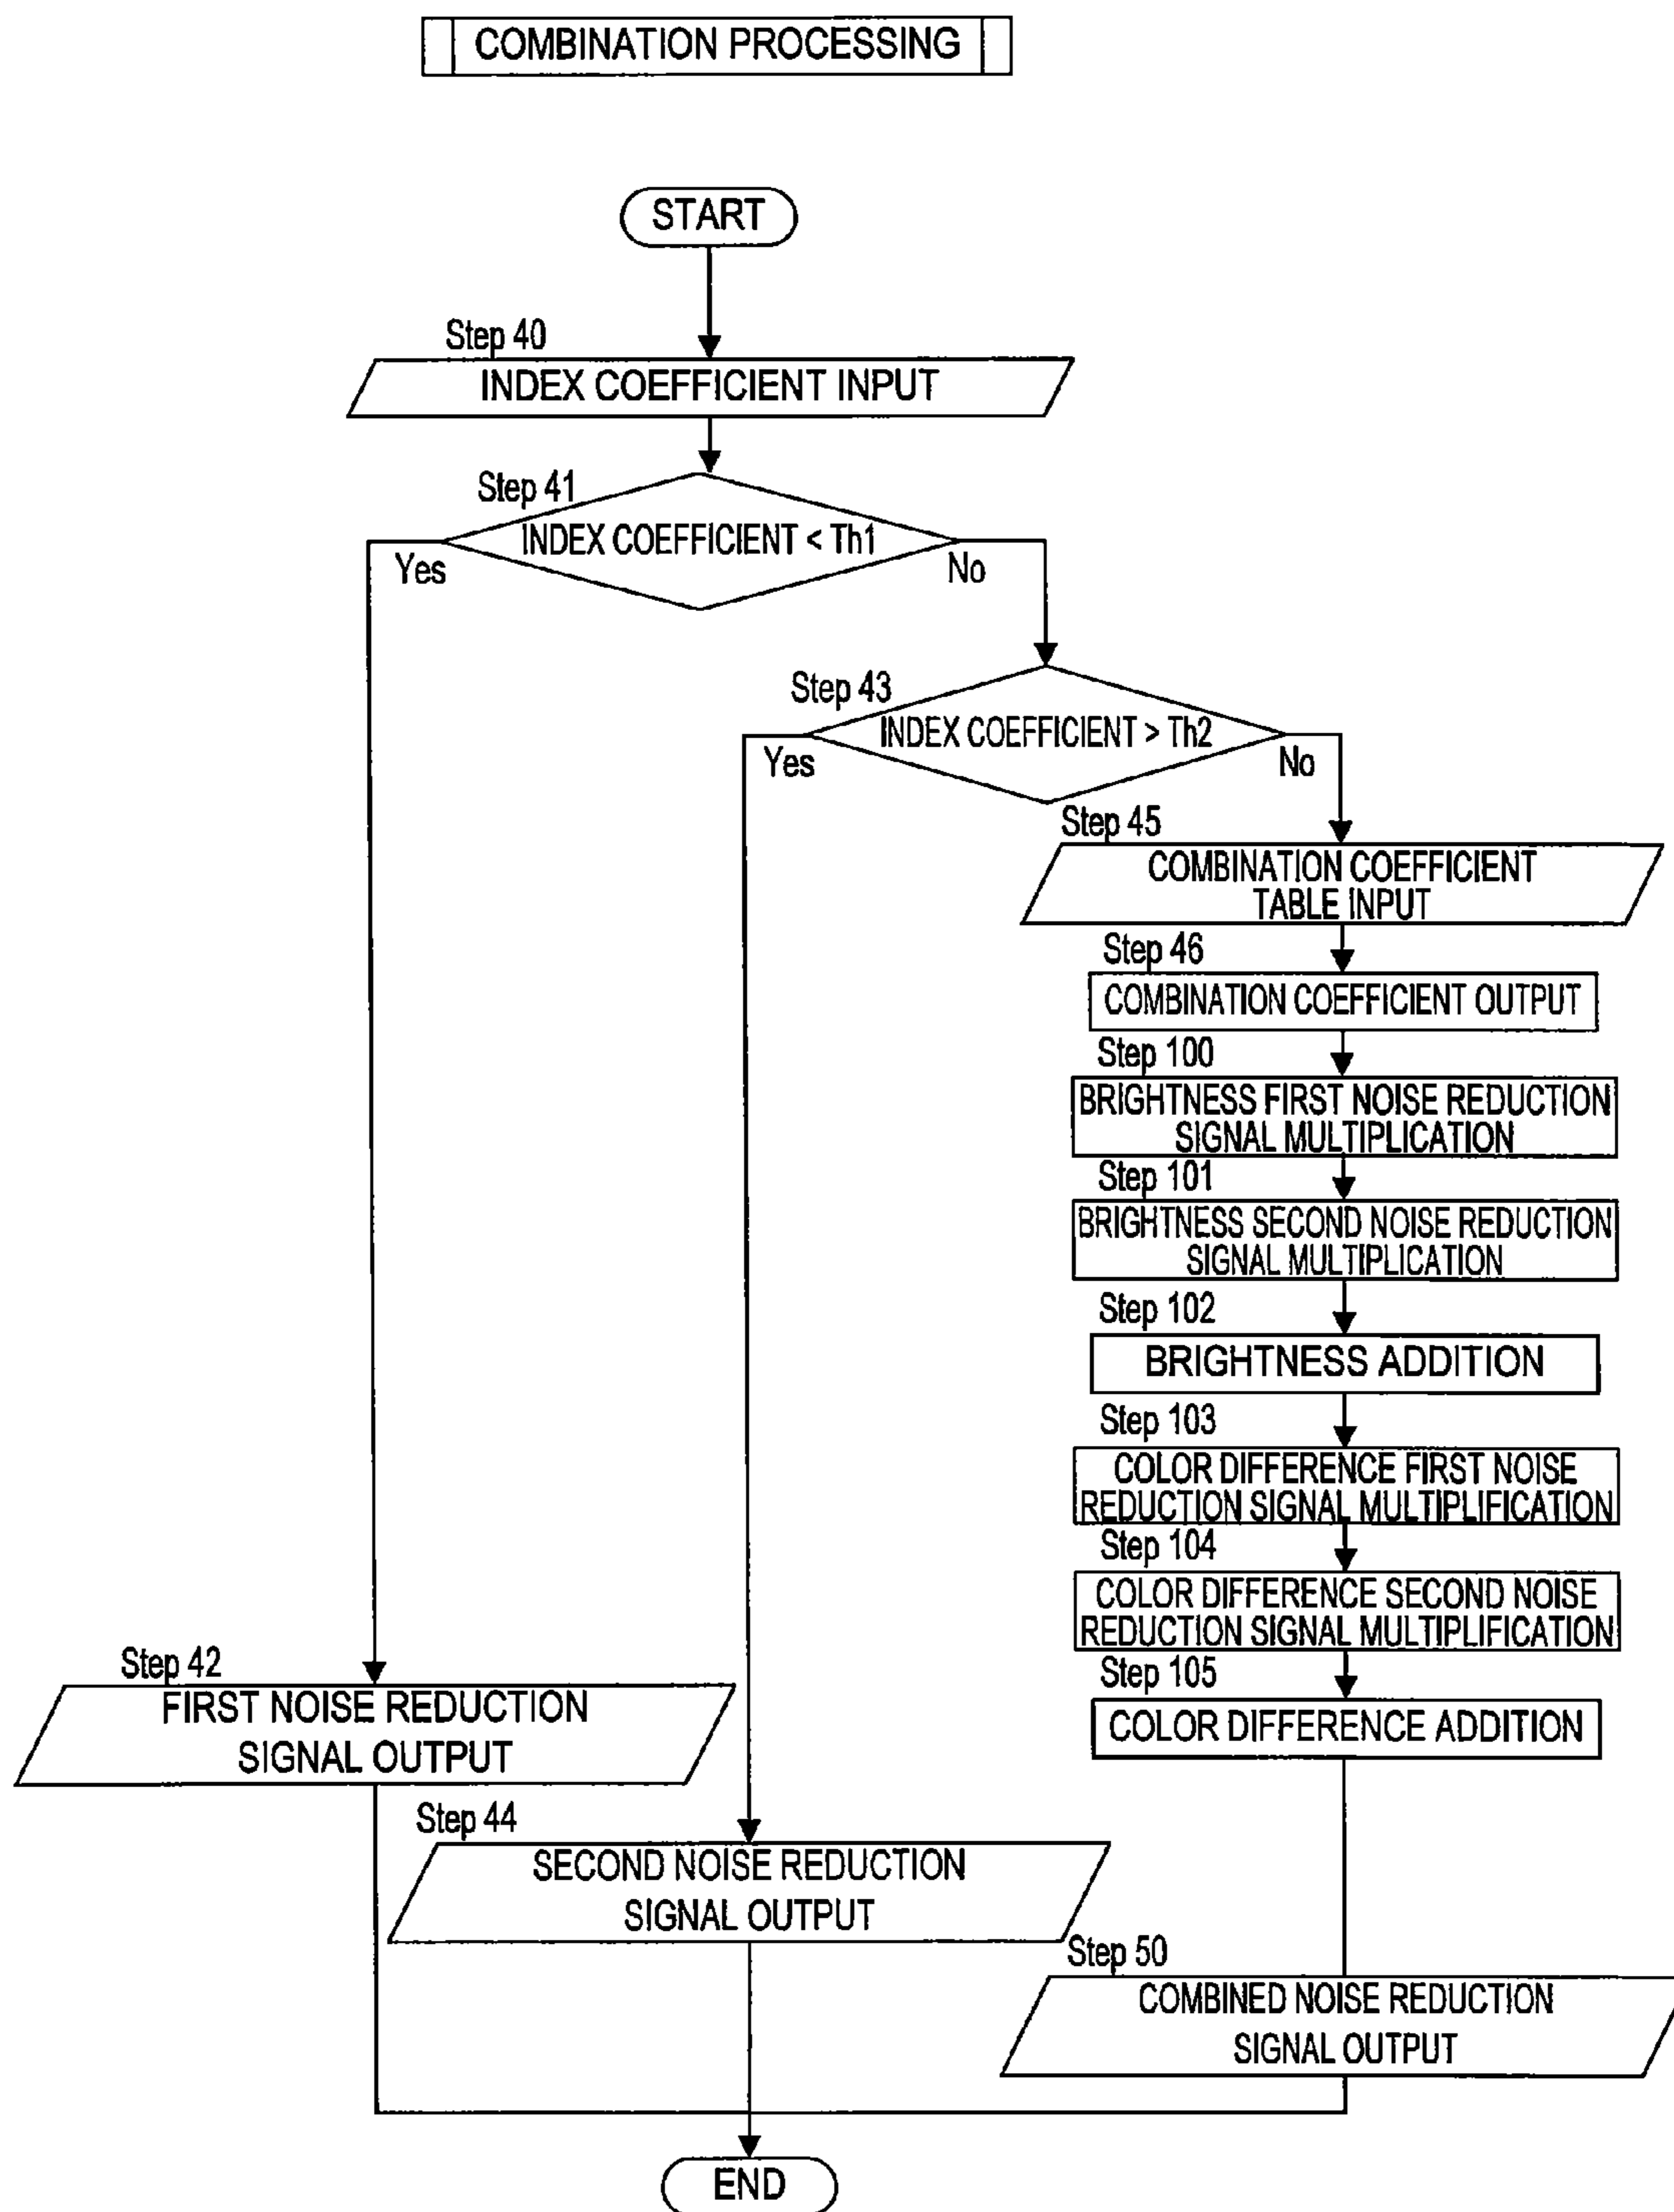 COMBINATION PROCESSING
START
Step 40
INDEX COEFFICIENT INPUT
Step 41
INDEX COEFFICIENT < Th1
Yes
No
Step 43
INDEX COEFFICIENT > Th2
Yes
No
Step 45
COMBINATION COEFFICIENT
TABLE INPUT
Step 46
COMBINATION COEFFICIENT OUTPUT
Step 100
BRIGHTNESS FIRST NOISE REDUCTION
SIGNAL MULTIPLICATION
Step 101
BRIGHTNESS SECOND NOISE REDUCTION
SIGNAL MULTIPLICATION
Step 102
BRIGHTNESS ADDITION
Step 103
COLOR DIFFERENCE FIRST NOISE
REDUCTION SIGNAL MULTIPLIFICATION
Step 104
COLOR DIFFERENCE SECOND NOISE
REDUCTION SIGNAL MULTIPLIFICATION
Step 105
COLOR DIFFERENCE ADDITION
Step 42
FIRST NOISE REDUCTION
SIGNAL OUTPUT
Step 44
SECOND NOISE REDUCTION
SIGNAL OUTPUT
Step 50
COMBINED NOISE REDUCTION
SIGNAL OUTPUT
END